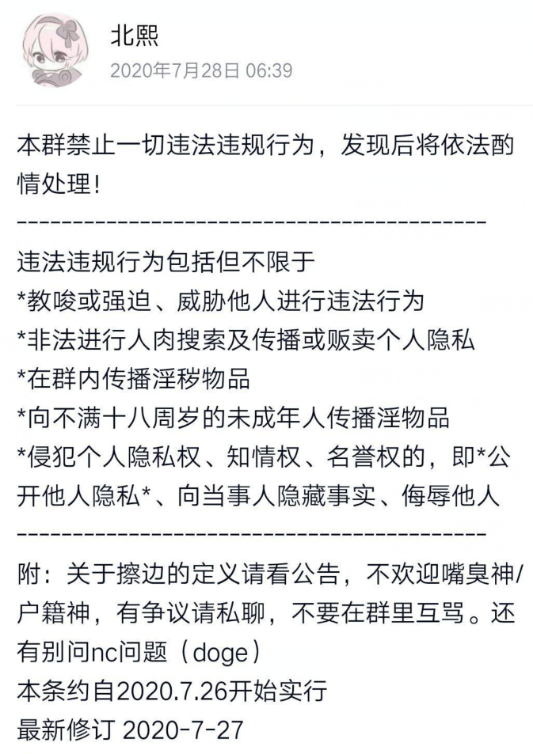 北熙
2020年7月28日 06:39
本群禁止一切违法违规行为，发现后将依法酌
情处理！
------------------------------------------
违法违规行为包括但不限于
*教唆或强迫、威胁他人进行违法行为
*非法进行人肉搜索及传播或贩卖个人隐私
*在群内传播淫秽物品
*向不满十八周岁的未成年人传播淫物品
*侵犯个人隐私权、知情权、名誉权的，即*公
开他人隐私*、向当事人隐藏事实、侮辱他人
------------------------------------------
附：关于擦边的定义请看公告，不欢迎嘴臭神/
户籍神，有争议请私聊，不要在群里互骂。还
有别问nc问题（doge）
本条约自2020.7.26开始实行
最新修订 2020-7-27